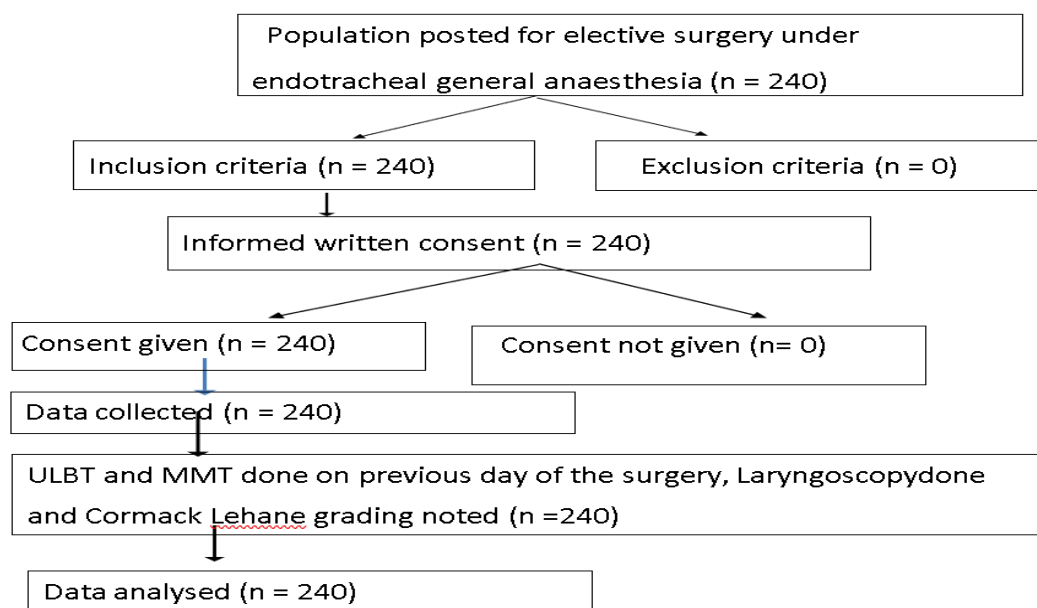 Population posted for elective surgery under
endotracheal general anaesthesia (n = 240)
Inclusion criteria (n = 240)
Exclusion criteria (n = 0)
Informed written consent (n = 240)
Consent given (n = 240)
Consent not given (n= 0)
Data collected (n = 240)
ULBT and MMT done on previous day of the surgery, Laryngoscopydone
and Cormack Lehane grading noted (n =240)
Data analysed (n = 240)